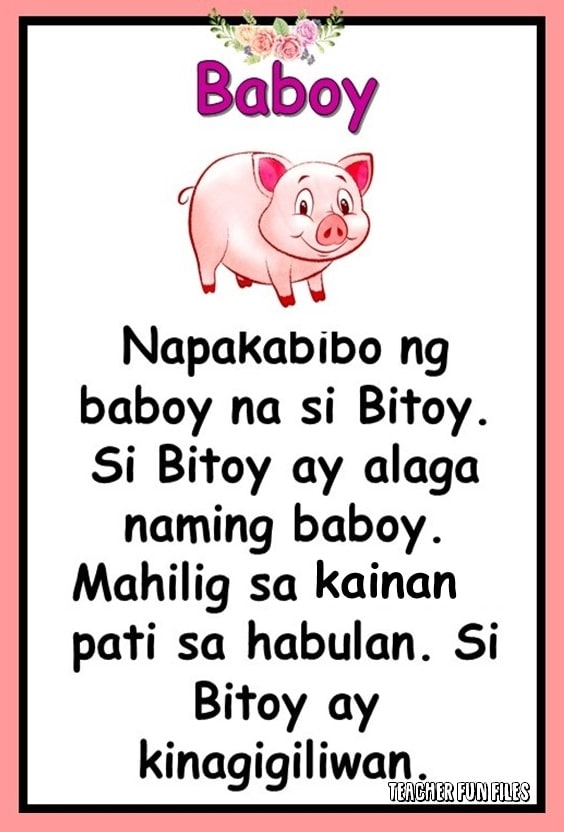 Baboy
Napakabibo ng
baboy na si Bitoy.
Si Bitoy ay alaga
naming baboy.
Mahilig sa kainan
pati sa habulan. Si
Bitoy ay
kinagigiliwan.
TEACHER FUN FILES